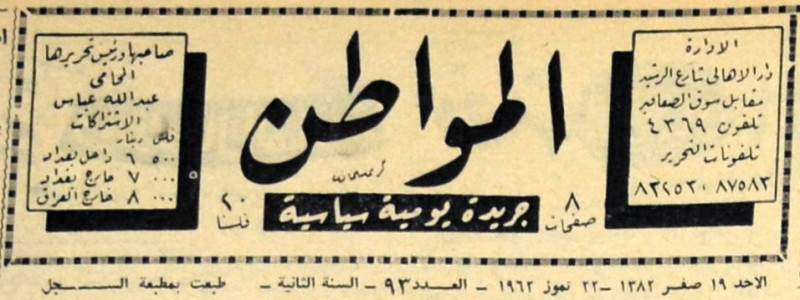 الادارة
دار الاهالي شارع الرشيد
مقابل سوق الصفافير
تلفون ٤٣٦٩
تلفونات التحرير
٨٧٥٨٣ ٨٣٢٥٣٠
المواطن
٨ صفحات
جريدة يومية سياسية
٢٠ فلسا
صاحبها ورئيس تحريرها
المحامي
عبدالله عباس
الاشتراكات
فلس دينار
٥٠٠ ٦ داخل بغداد
٠٠٠ ٧ خارج بغداد
٠٠٠ ٨ خارج العراق
الاحد ١٩ صفر ١٣٨٢ – ٢٢ تموز ١٩٦٢ – العدد ٩٣ – السنة الثانية – طبعت بمطبعة السجل